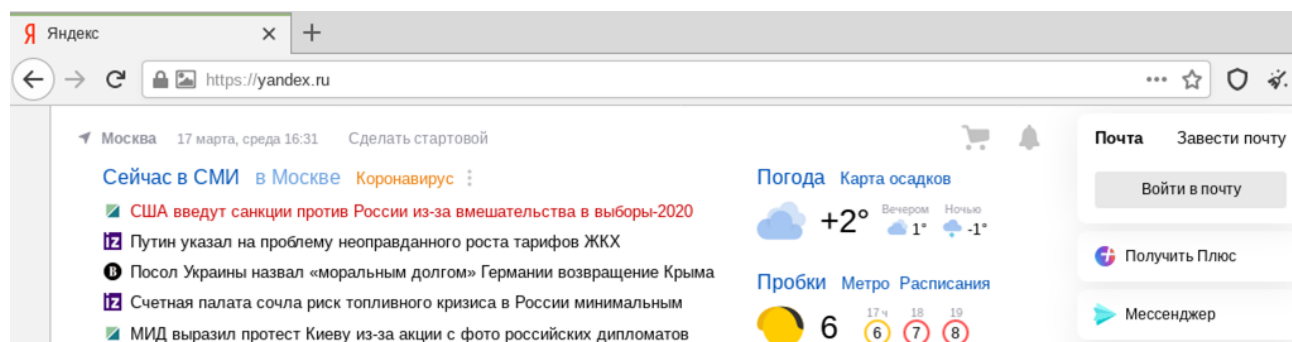 Я Яндекс
https://yandex.ru
Москва 17 марта, среда 16:31 Сделать стартовой
Сейчас в СМИ в Москве Коронавирус
США введут санкции против России из-за вмешательства в выборы-2020
iz Путин указал на проблему неоправданного роста тарифов ЖКХ
В Посол Украины назвал «моральным долгом» Германии возвращение Крыма
iz Счетная палата сочла риск топливного кризиса в России минимальным
МИД выразил протест Киеву из-за акции с фото российских дипломатов
Погода Карта осадков
+2° Вечером 1° Ночью -1°
Пробки Метро Расписания
6 17 ч 6 18 7 19 8
Почта Завести почту
Войти в почту
Получить Плюс
Мессенджер